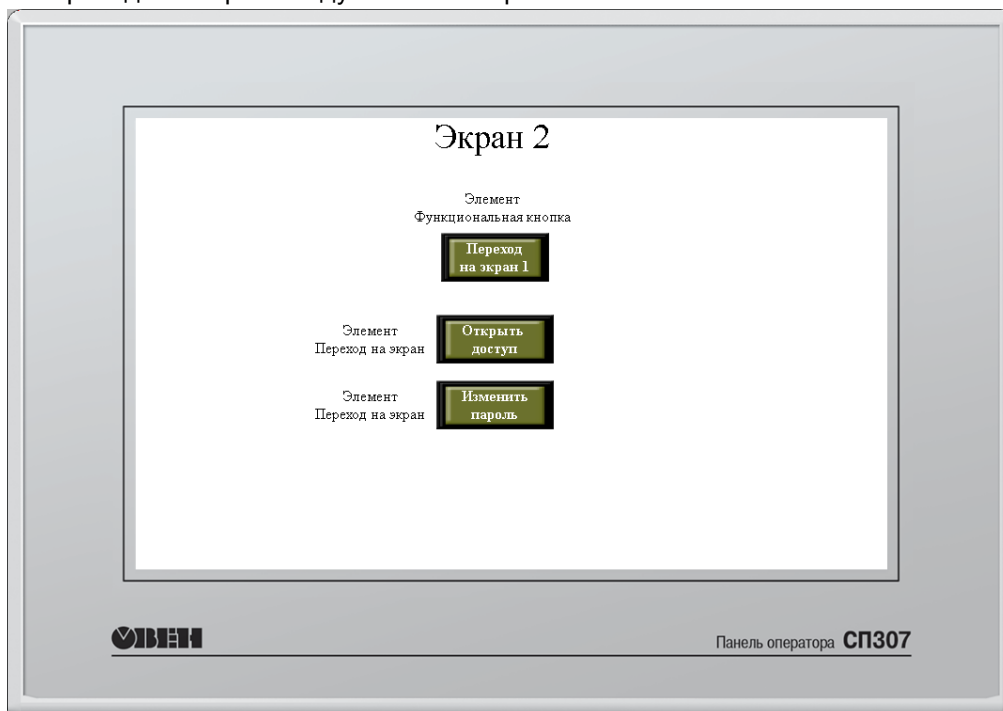 Экран 2
Элемент
Функциональная кнопка
Переход
на экран 1
Элемент
Переход на экран
Открыть
доступ
Элемент
Переход на экран
Изменить
пароль
ОВЕН
Панель оператора СП307